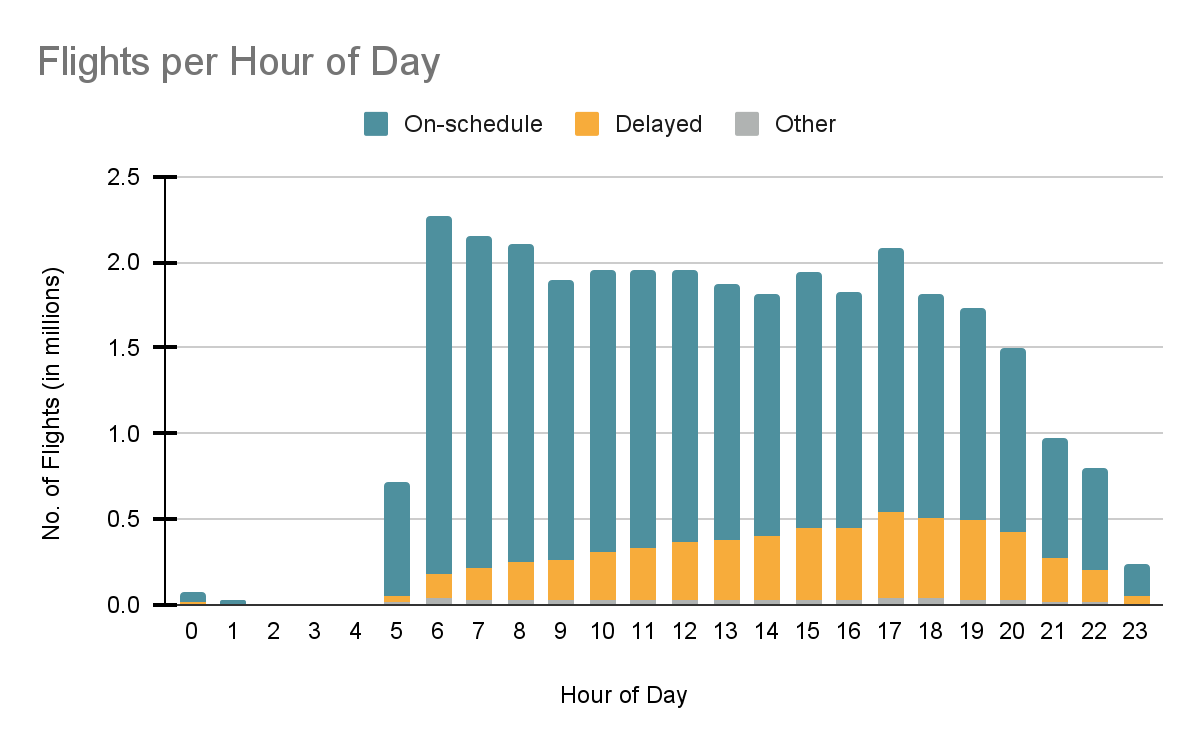 Flights per Hour of Day
On-schedule Delayed Other
2.5
2.0
1.5
1.0
0.5
0.0
No. of Flights (in millions)
0 1 2 3 4 5 6 7 8 9 10 11 12 13 14 15 16 17 18 19 20 21 22 23
Hour of Day